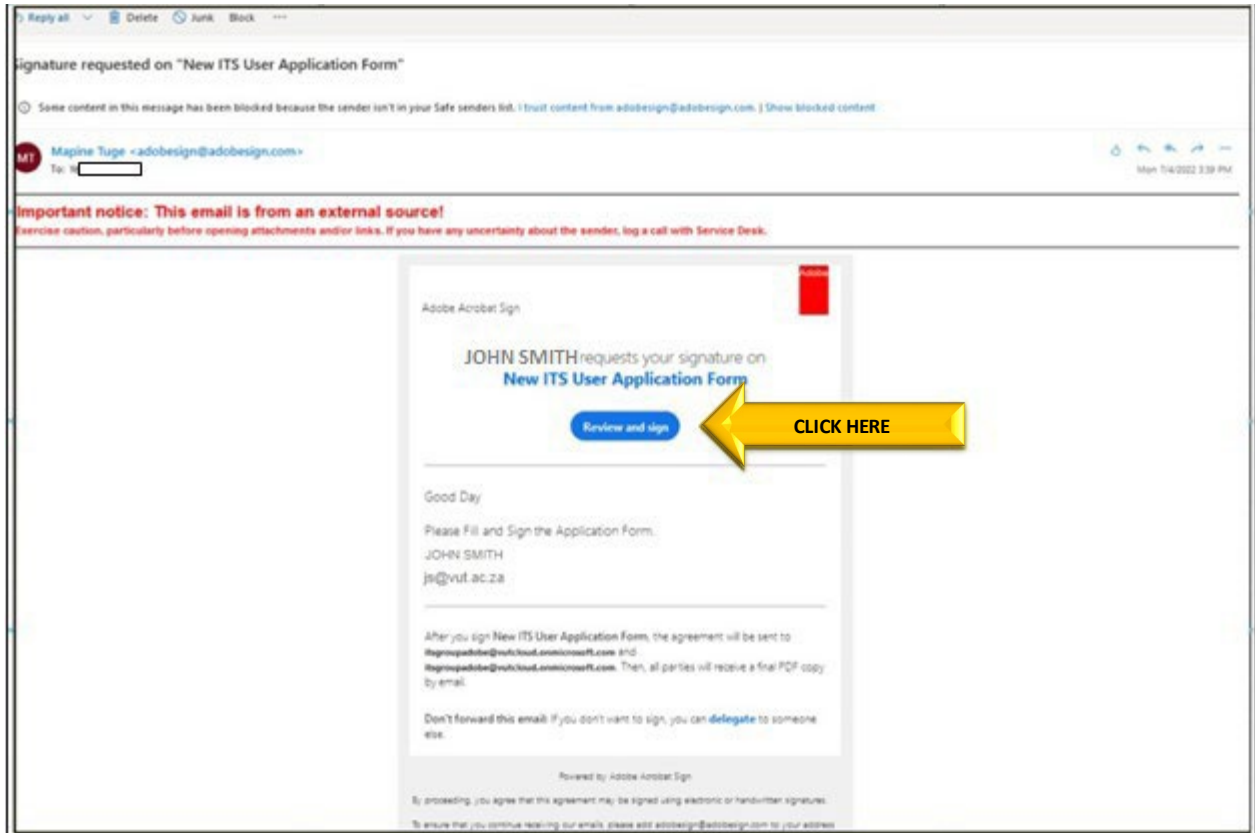 Reply all Delete Junk Block ...
Signature requested on "New ITS User Application Form"
Some content in this message has been blocked because the sender isn't in your Safe senders list. I trust content from adobesign@adobesign.com. | Show blocked content
MT
Mapine Tuge <adobesign@adobesign.com>
To:
Mon 7/4/2022 3:39 PM
Important notice: This email is from an external source!
Exercise caution, particularly before opening attachments and/or links. If you have any uncertainty about the sender, log a call with Service Desk.
Adobe
Adobe Acrobat Sign
JOHN SMITH requests your signature on
New ITS User Application Form
Review and sign
CLICK HERE
Good Day
Please Fill and Sign the Application Form.
JOHN SMITH
js@vut.ac.za
After you sign New ITS User Application Form, the agreement will be sent to
itsgroupadobe@vutcloud.onmicrosoft.com and
itsgroupadobe@vutcloud.onmicrosoft.com. Then, all parties will receive a final PDF copy
by email.
Don't forward this email: If you don't want to sign, you can delegate to someone
else.
Powered by Adobe Acrobat Sign
By proceeding, you agree that this agreement may be signed using electronic or handwritten signatures.
To ensure that you continue receiving our emails, please add adobesign@adobesign.com to your address